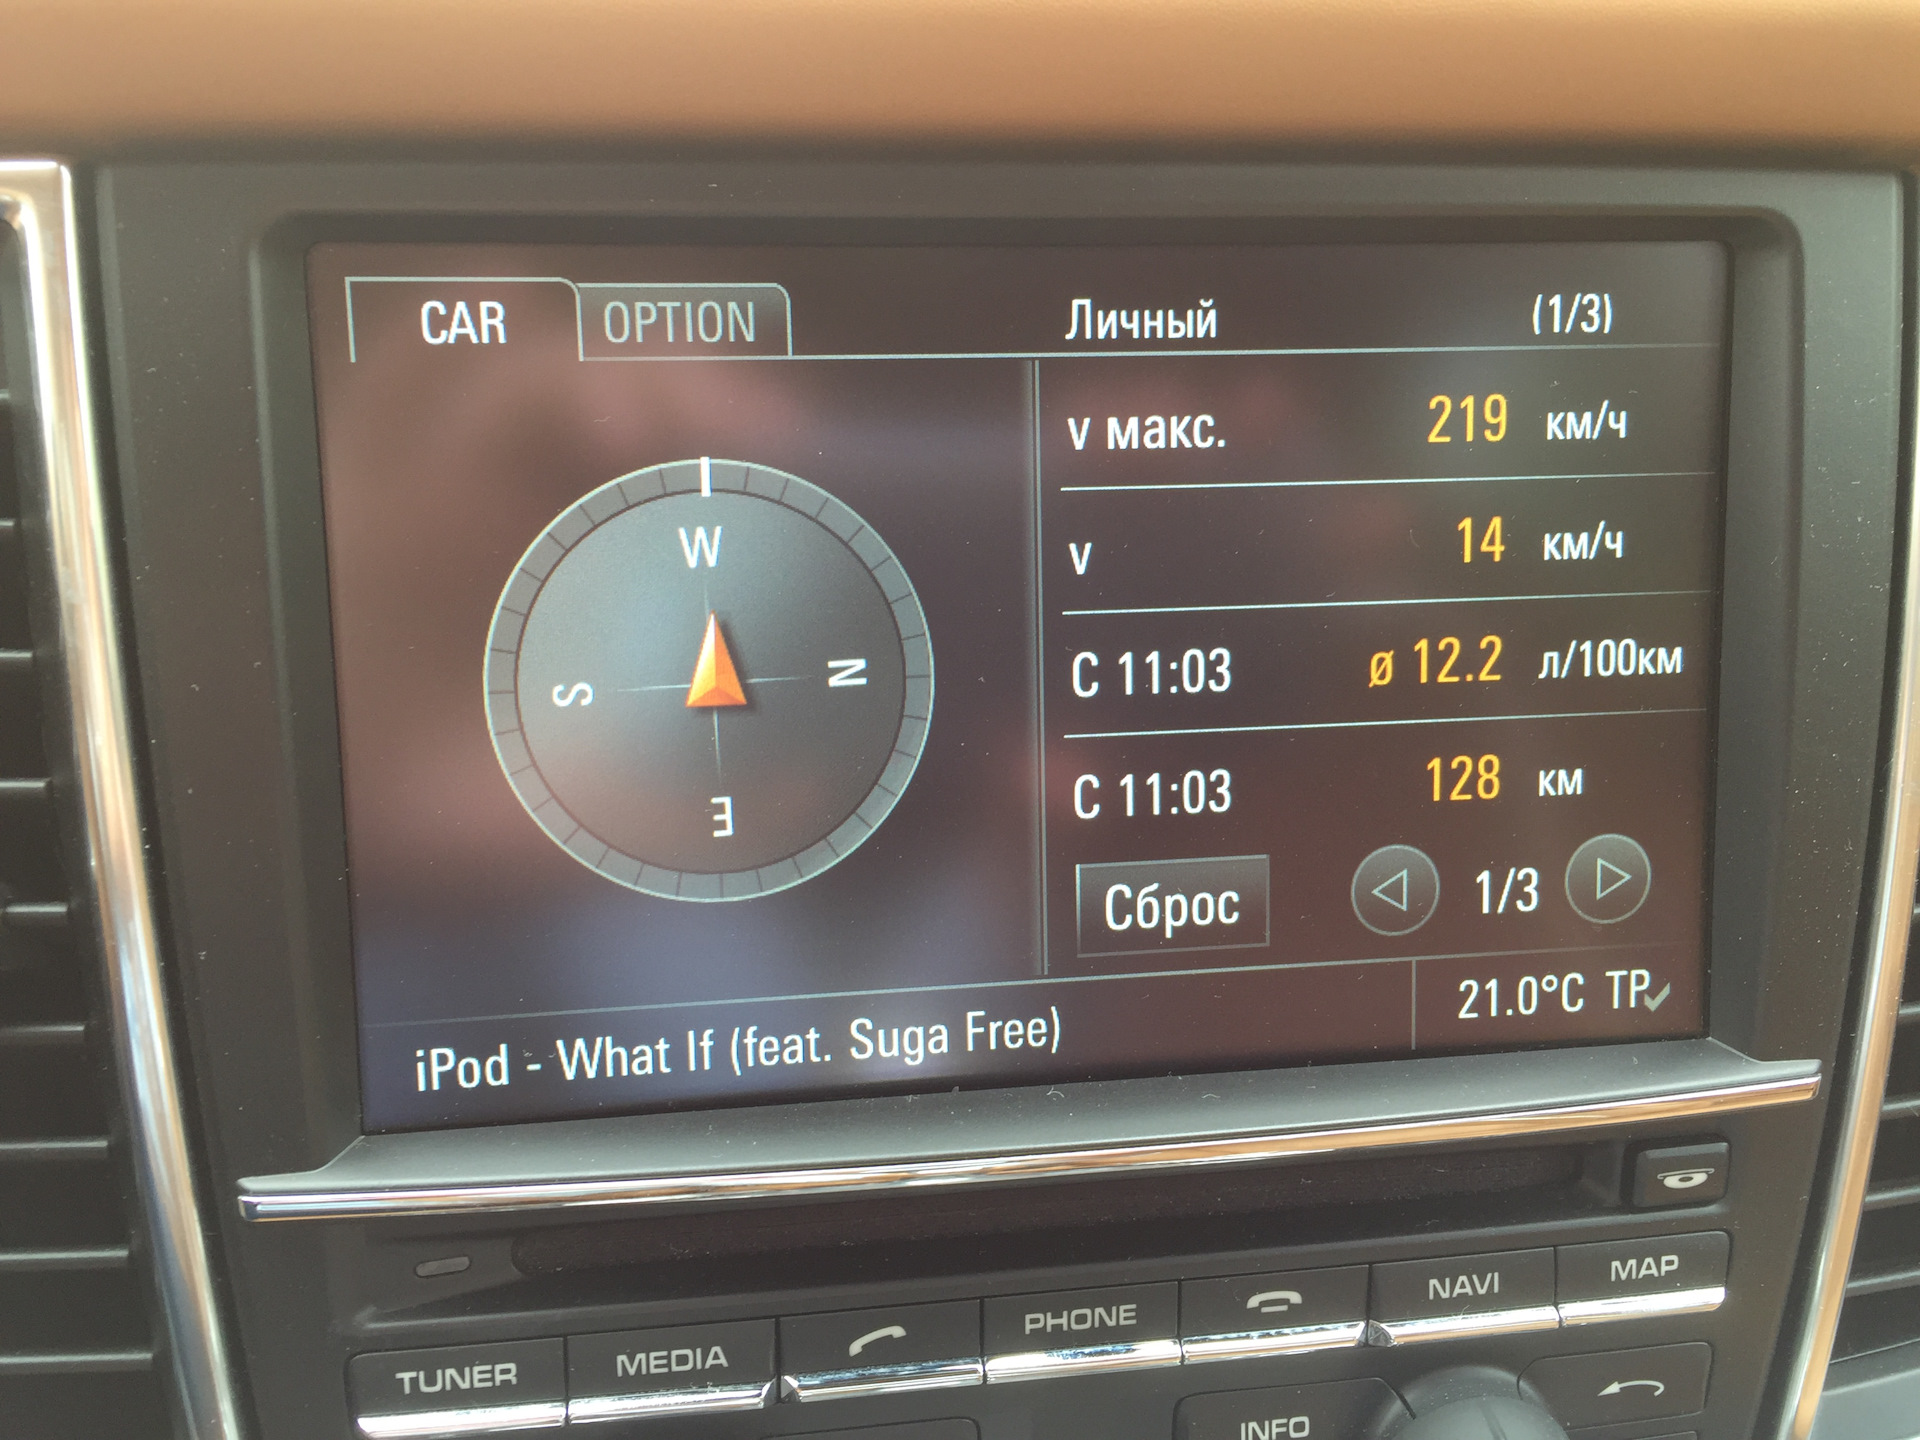 CAR OPTION Личный (1/3)
v макс. 219 км/ч
v 14 км/ч
С 11:03 ø 12.2 л/100км
С 11:03 128 км
W
S N
E
Сброс 1/3
iPod - What If (feat. Suga Free) 21.0°C TP
TUNER MEDIA PHONE NAVI MAP
INFO